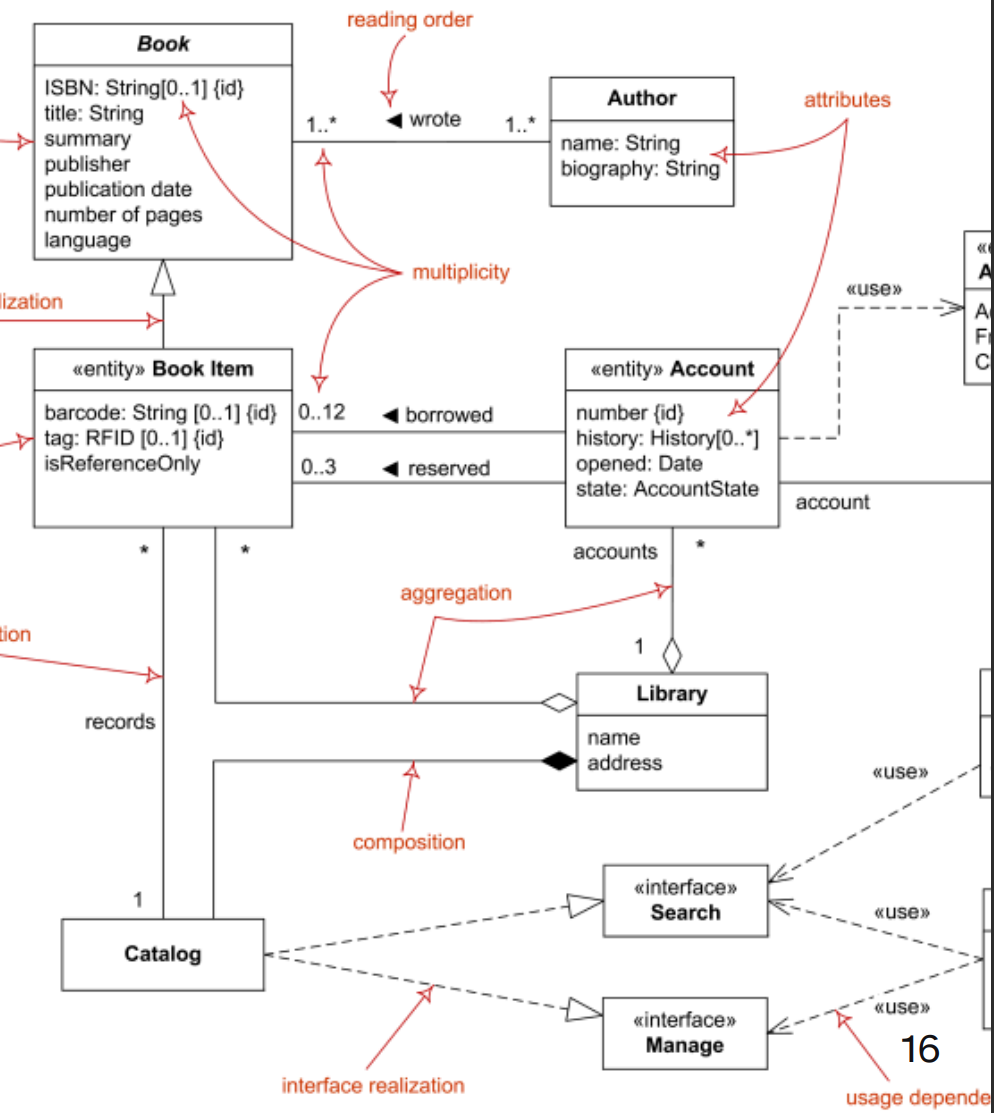 reading order
Book
ISBN: String[0..1] {id}
title: String
summary
publisher
publication date
number of pages
language
1..*
◄ wrote
1..*
Author
name: String
biography: String
attributes
multiplicity
«use»
lization
«entity» Book Item
barcode: String [0..1] {id}
tag: RFID [0..1] {id}
isReferenceOnly
0..12
◄ borrowed
0..3
◄ reserved
«entity» Account
number {id}
history: History[0..*]
opened: Date
state: AccountState
account
*
*
accounts
*
aggregation
1
tion
records
Library
name
address
composition
«use»
1
Catalog
«interface»
Search
«use»
«interface»
Manage
«use»
16
interface realization
usage depende